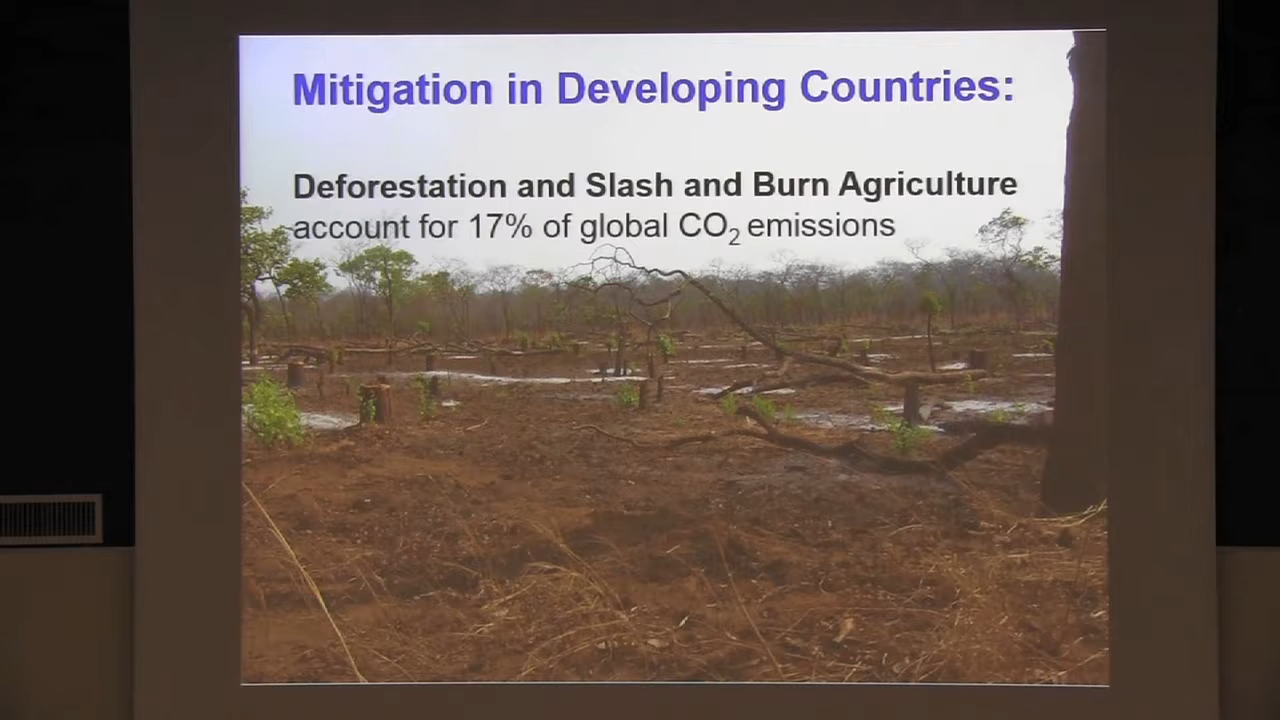 Mitigation in Developing Countries:
Deforestation and Slash and Burn Agriculture
account for 17% of global CO₂ emissions